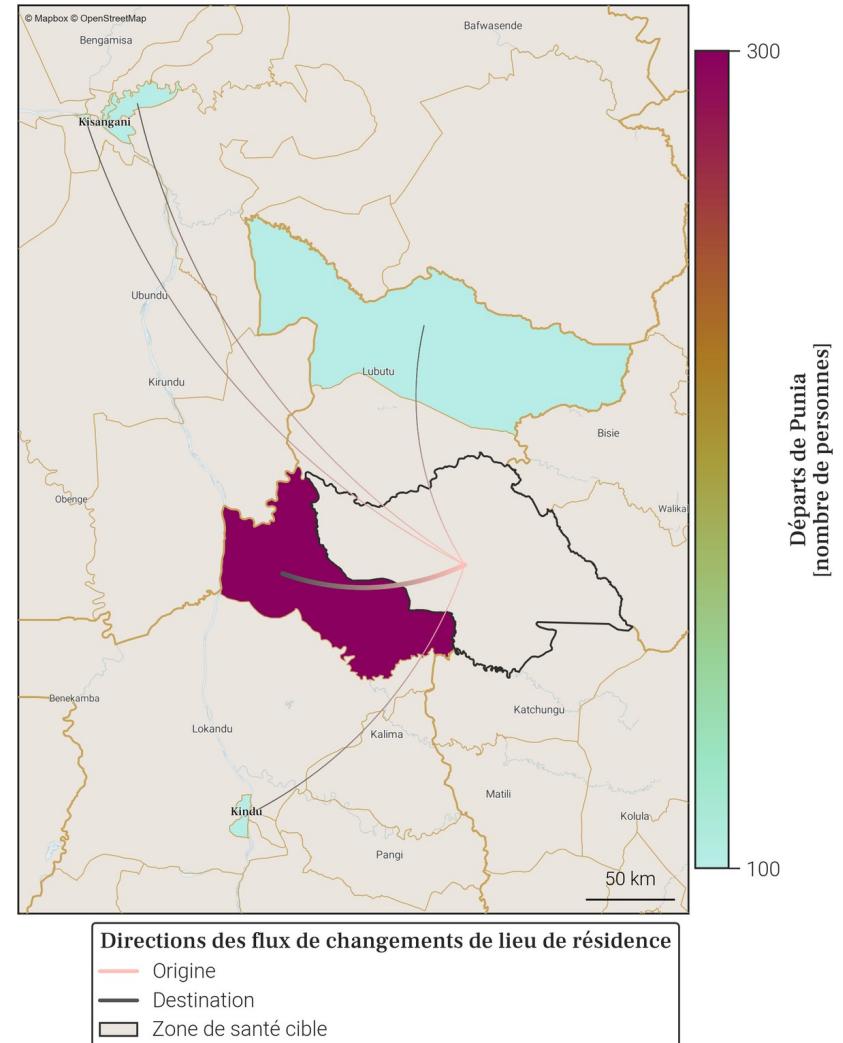 © Mapbox © OpenStreetMap
Bengamisa
Bafwasende
Kisangani
Ubundu
Lubutu
Kirundu
Bisie
Obenge
Walika
Benekamba
Lokandu
Katchungu
Kalima
Matili
Kindu
Kolula
Pangi
50 km
300
100
Départs de Punia
[nombre de personnes]
Directions des flux de changements de lieu de résidence
Origine
Destination
Zone de santé cible